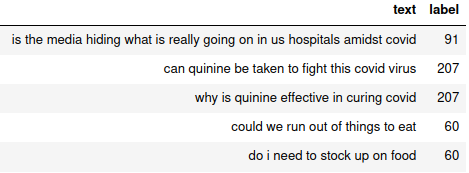 text label
is the media hiding what is really going on in us hospitals amidst covid 91
can quinine be taken to fight this covid virus 207
why is quinine effective in curing covid 207
could we run out of things to eat 60
do i need to stock up on food 60